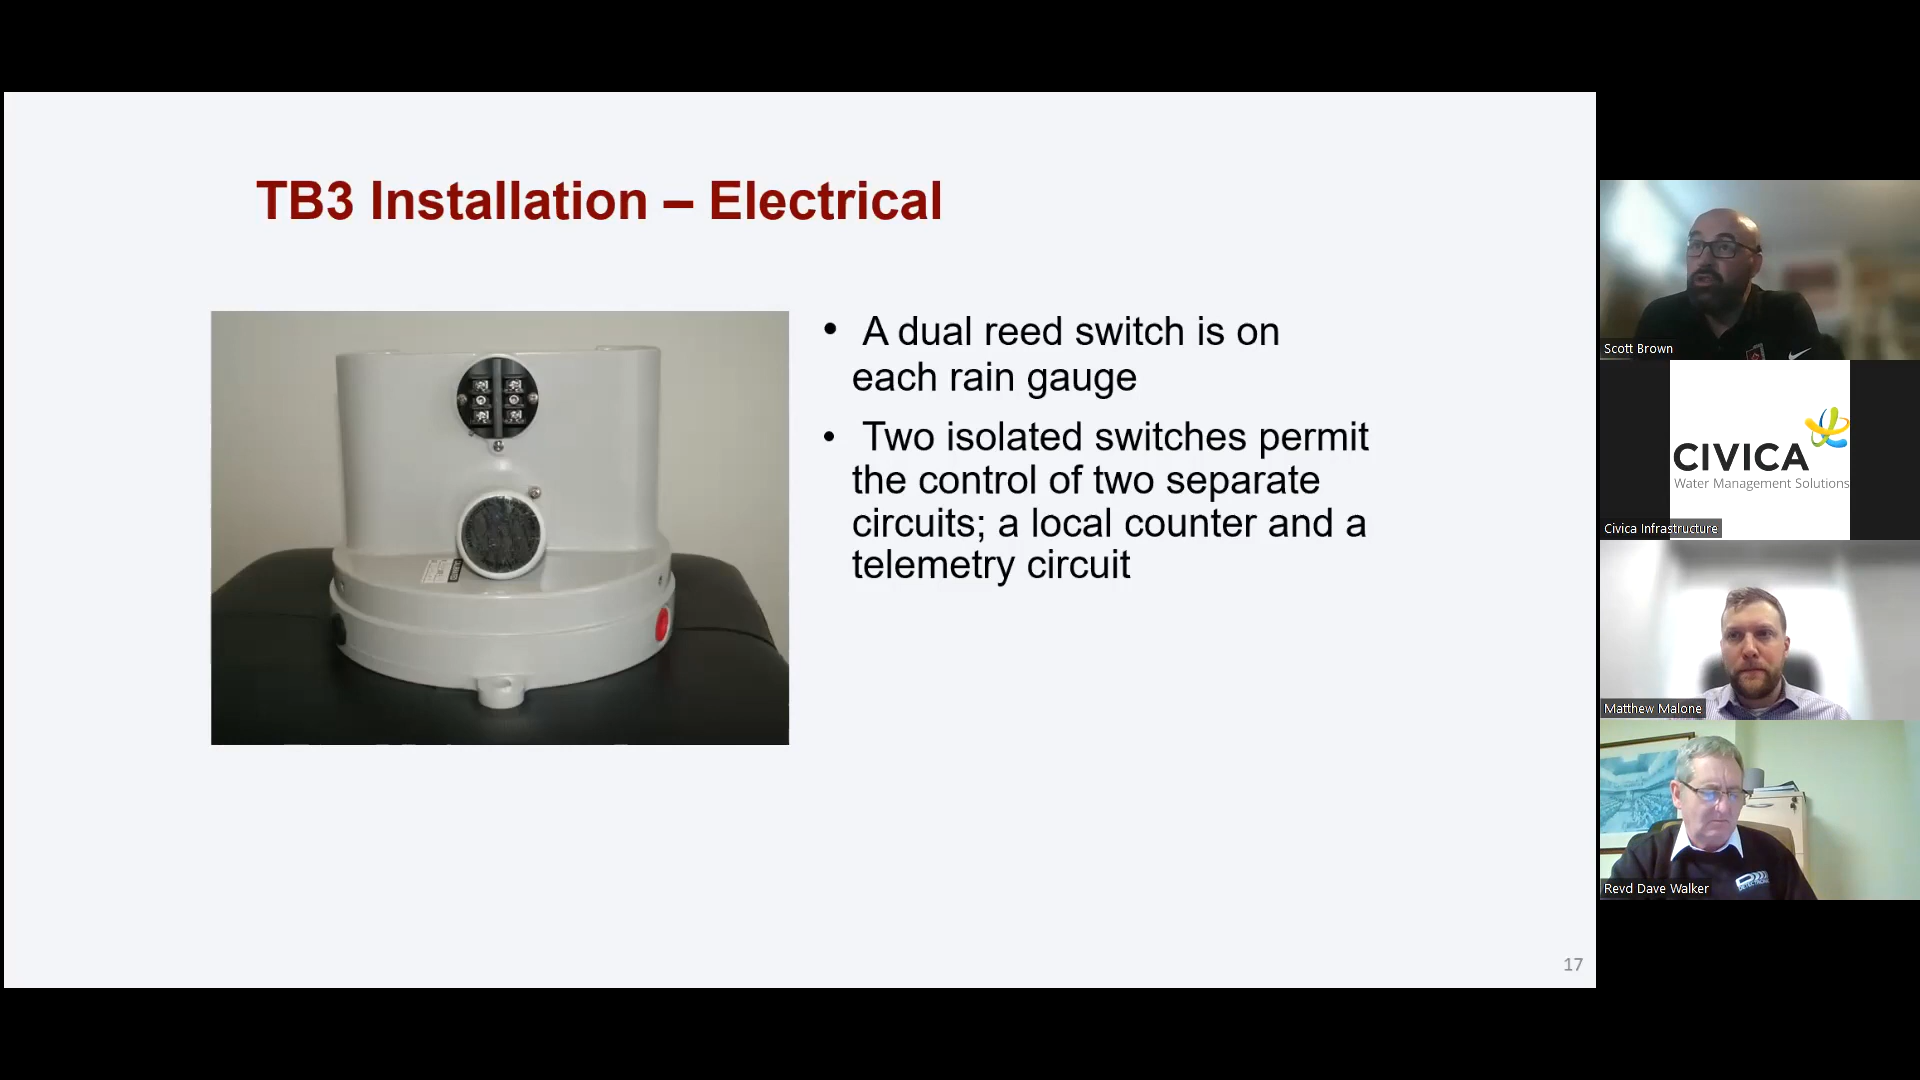 TB3 Installation – Electrical
• A dual reed switch is on
each rain gauge
• Two isolated switches permit
the control of two separate
circuits; a local counter and a
telemetry circuit
17
Scott Brown
CIVICA
Water Management Solutions
Civica Infrastructure
Matthew Malone
DETECTRONIC
Revd Dave Walker